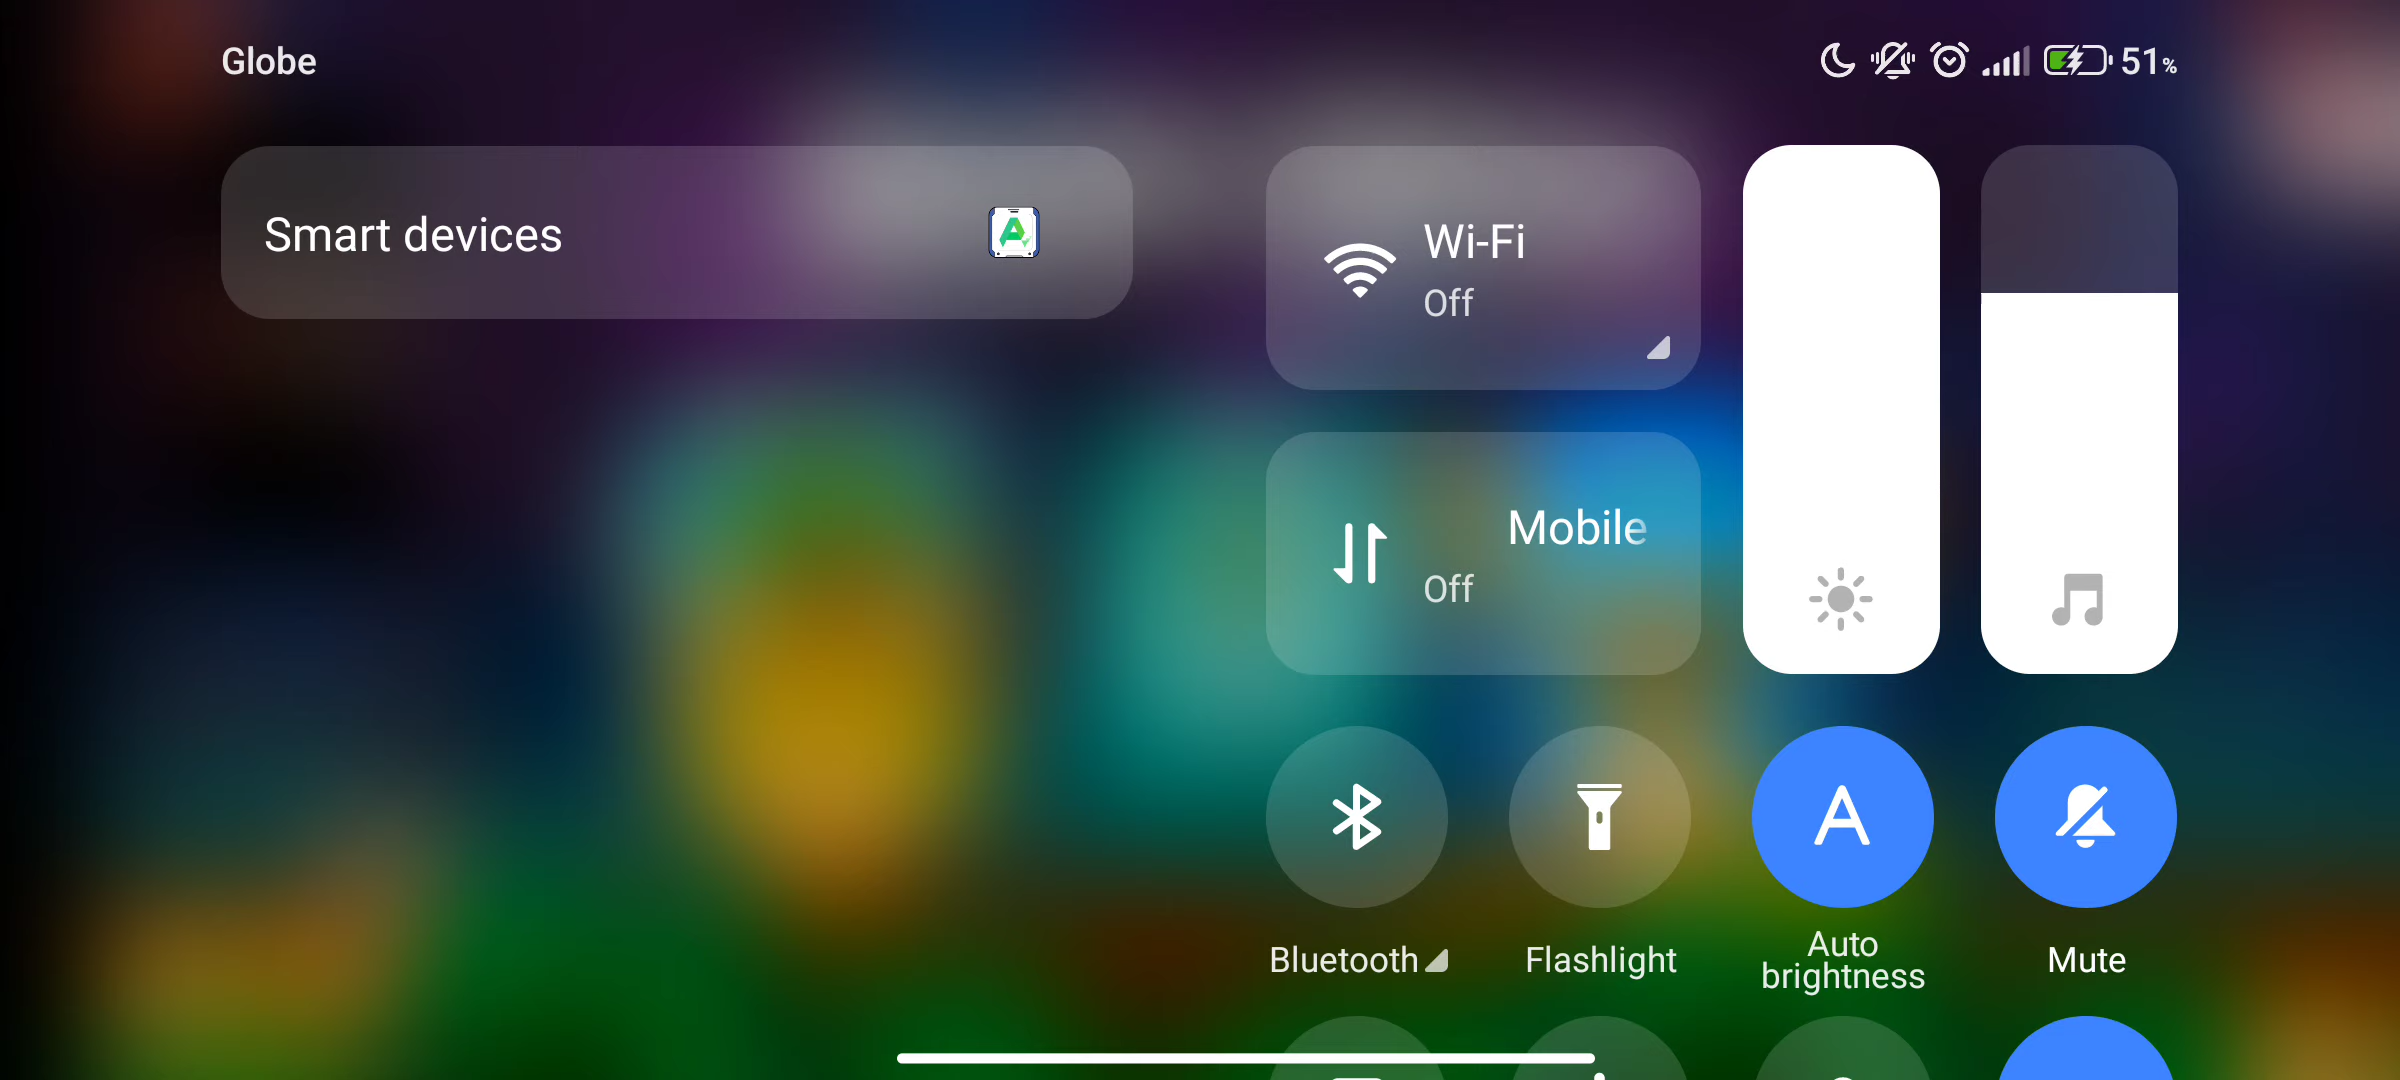 Globe
51%
Smart devices
Wi-Fi
Off
Mobile
Off
Bluetooth
Flashlight
Auto
brightness
Mute